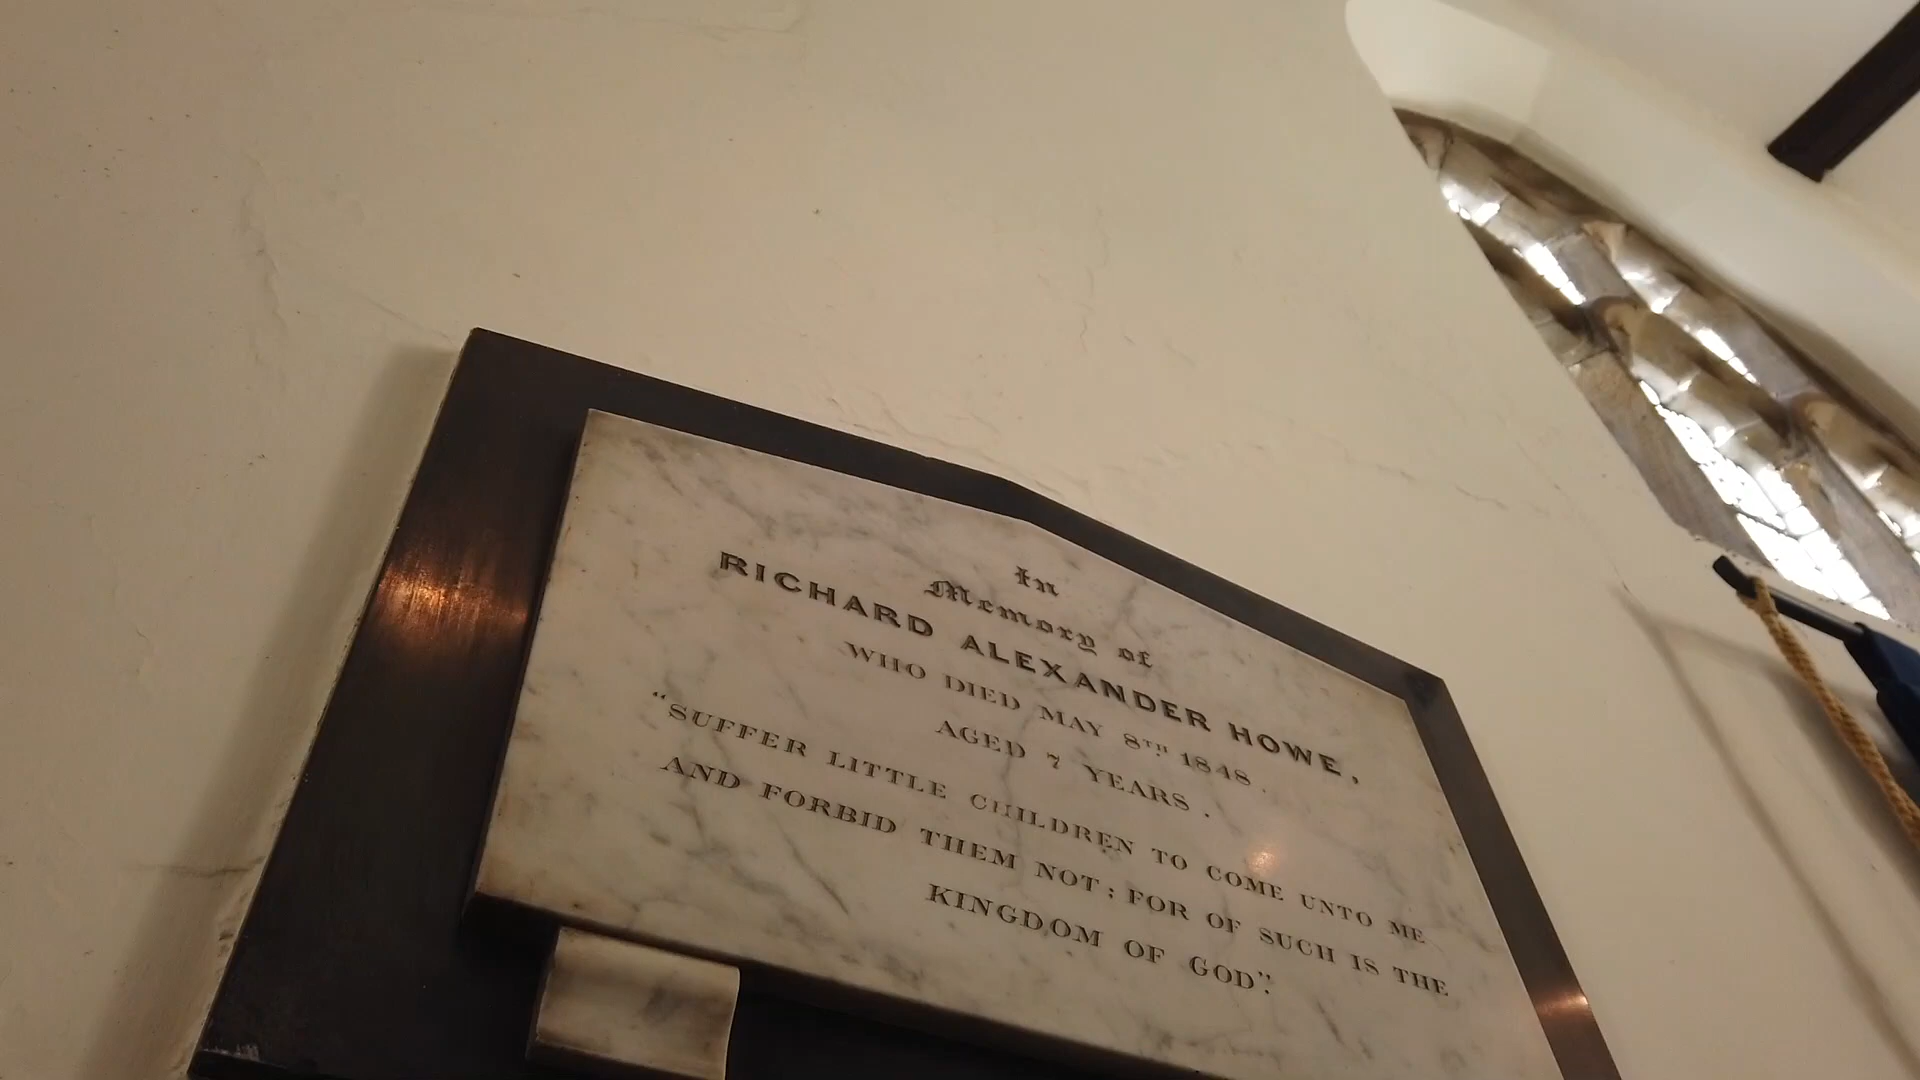 In
Memory of
RICHARD ALEXANDER HOWE,
WHO DIED MAY 8TH 1848.
AGED 7 YEARS.
"SUFFER LITTLE CHILDREN TO COME UNTO ME
AND FORBID THEM NOT; FOR OF SUCH IS THE
KINGDOM OF GOD".